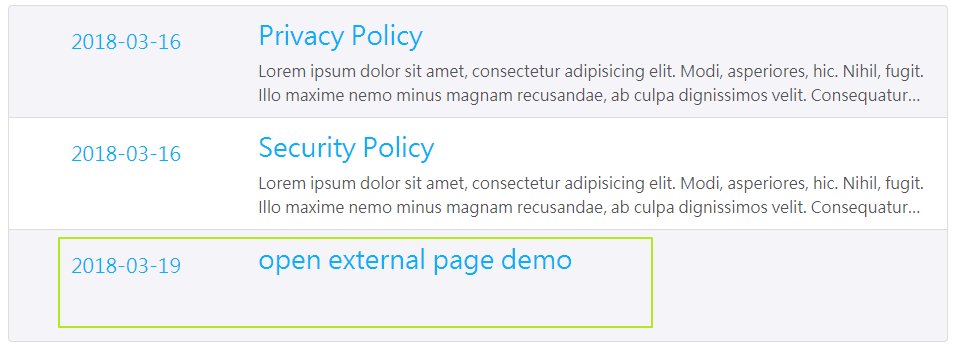 2018-03-16
Privacy Policy
Lorem ipsum dolor sit amet, consectetur adipisicing elit. Modi, asperiores, hic. Nihil, fugit.
Illo maxime nemo minus magnam recusandae, ab culpa dignissimos velit. Consequatur...
2018-03-16
Security Policy
Lorem ipsum dolor sit amet, consectetur adipisicing elit. Modi, asperiores, hic. Nihil, fugit.
Illo maxime nemo minus magnam recusandae, ab culpa dignissimos velit. Consequatur...
2018-03-19
open external page demo